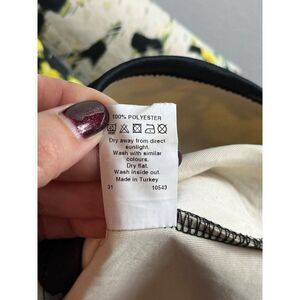 100% POLYESTER
Dry away from direct
sunlight.
Wash with similar
colours.
Dry flat.
Wash inside out.
Made in Turkey
31 10543